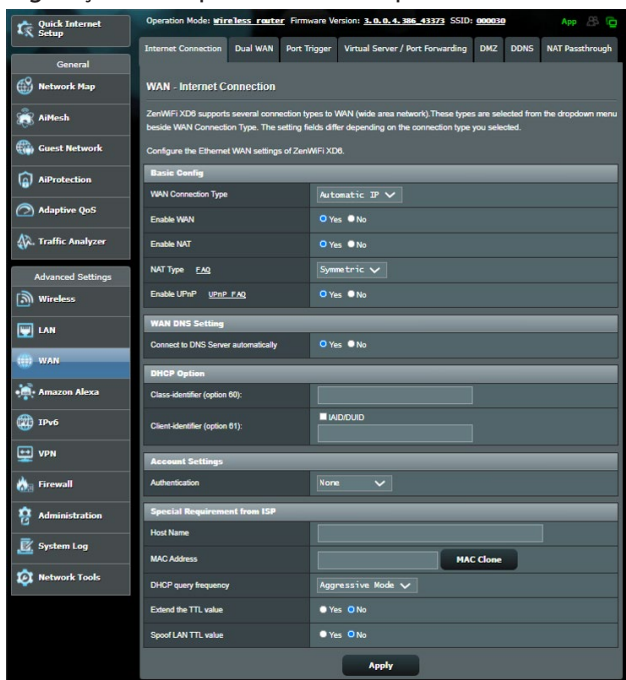 Quick Internet
Setup
General
Network Map
AiMesh
Guest Network
AiProtection
Adaptive QoS
Traffic Analyzer
Advanced Settings
Wireless
LAN
WAN
Amazon Alexa
IPv6
VPN
Firewall
Administration
System Log
Network Tools
Operation Mode: Wireless router Firmware Version: 3.0.0.4.386_43373 SSID: 000030 App
Internet Connection Dual WAN Port Trigger Virtual Server / Port Forwarding DMZ DDNS NAT Passthrough
WAN - Internet Connection
ZenWiFi XD6 supports several connection types to WAN (wide area network).These types are selected from the dropdown menu
beside WAN Connection Type. The setting fields differ depending on the connection type you selected.
Configure the Ethernet WAN settings of ZenWiFi XD6.
Basic Config
WAN Connection Type Automatic IP
Enable WAN Yes No
Enable NAT Yes No
NAT Type FAQ Symmetric
Enable UPnP UPnP FAQ Yes No
WAN DNS Setting
Connect to DNS Server automatically Yes No
DHCP Option
Class-identifier (option 60):
IAID/DUID
Client-identifier (option 61):
Account Settings
Authentication None
Special Requirement from ISP
Host Name
MAC Address MAC Clone
DHCP query frequency Aggressive Mode
Extend the TTL value Yes No
Spoof LAN TTL value Yes No
Apply